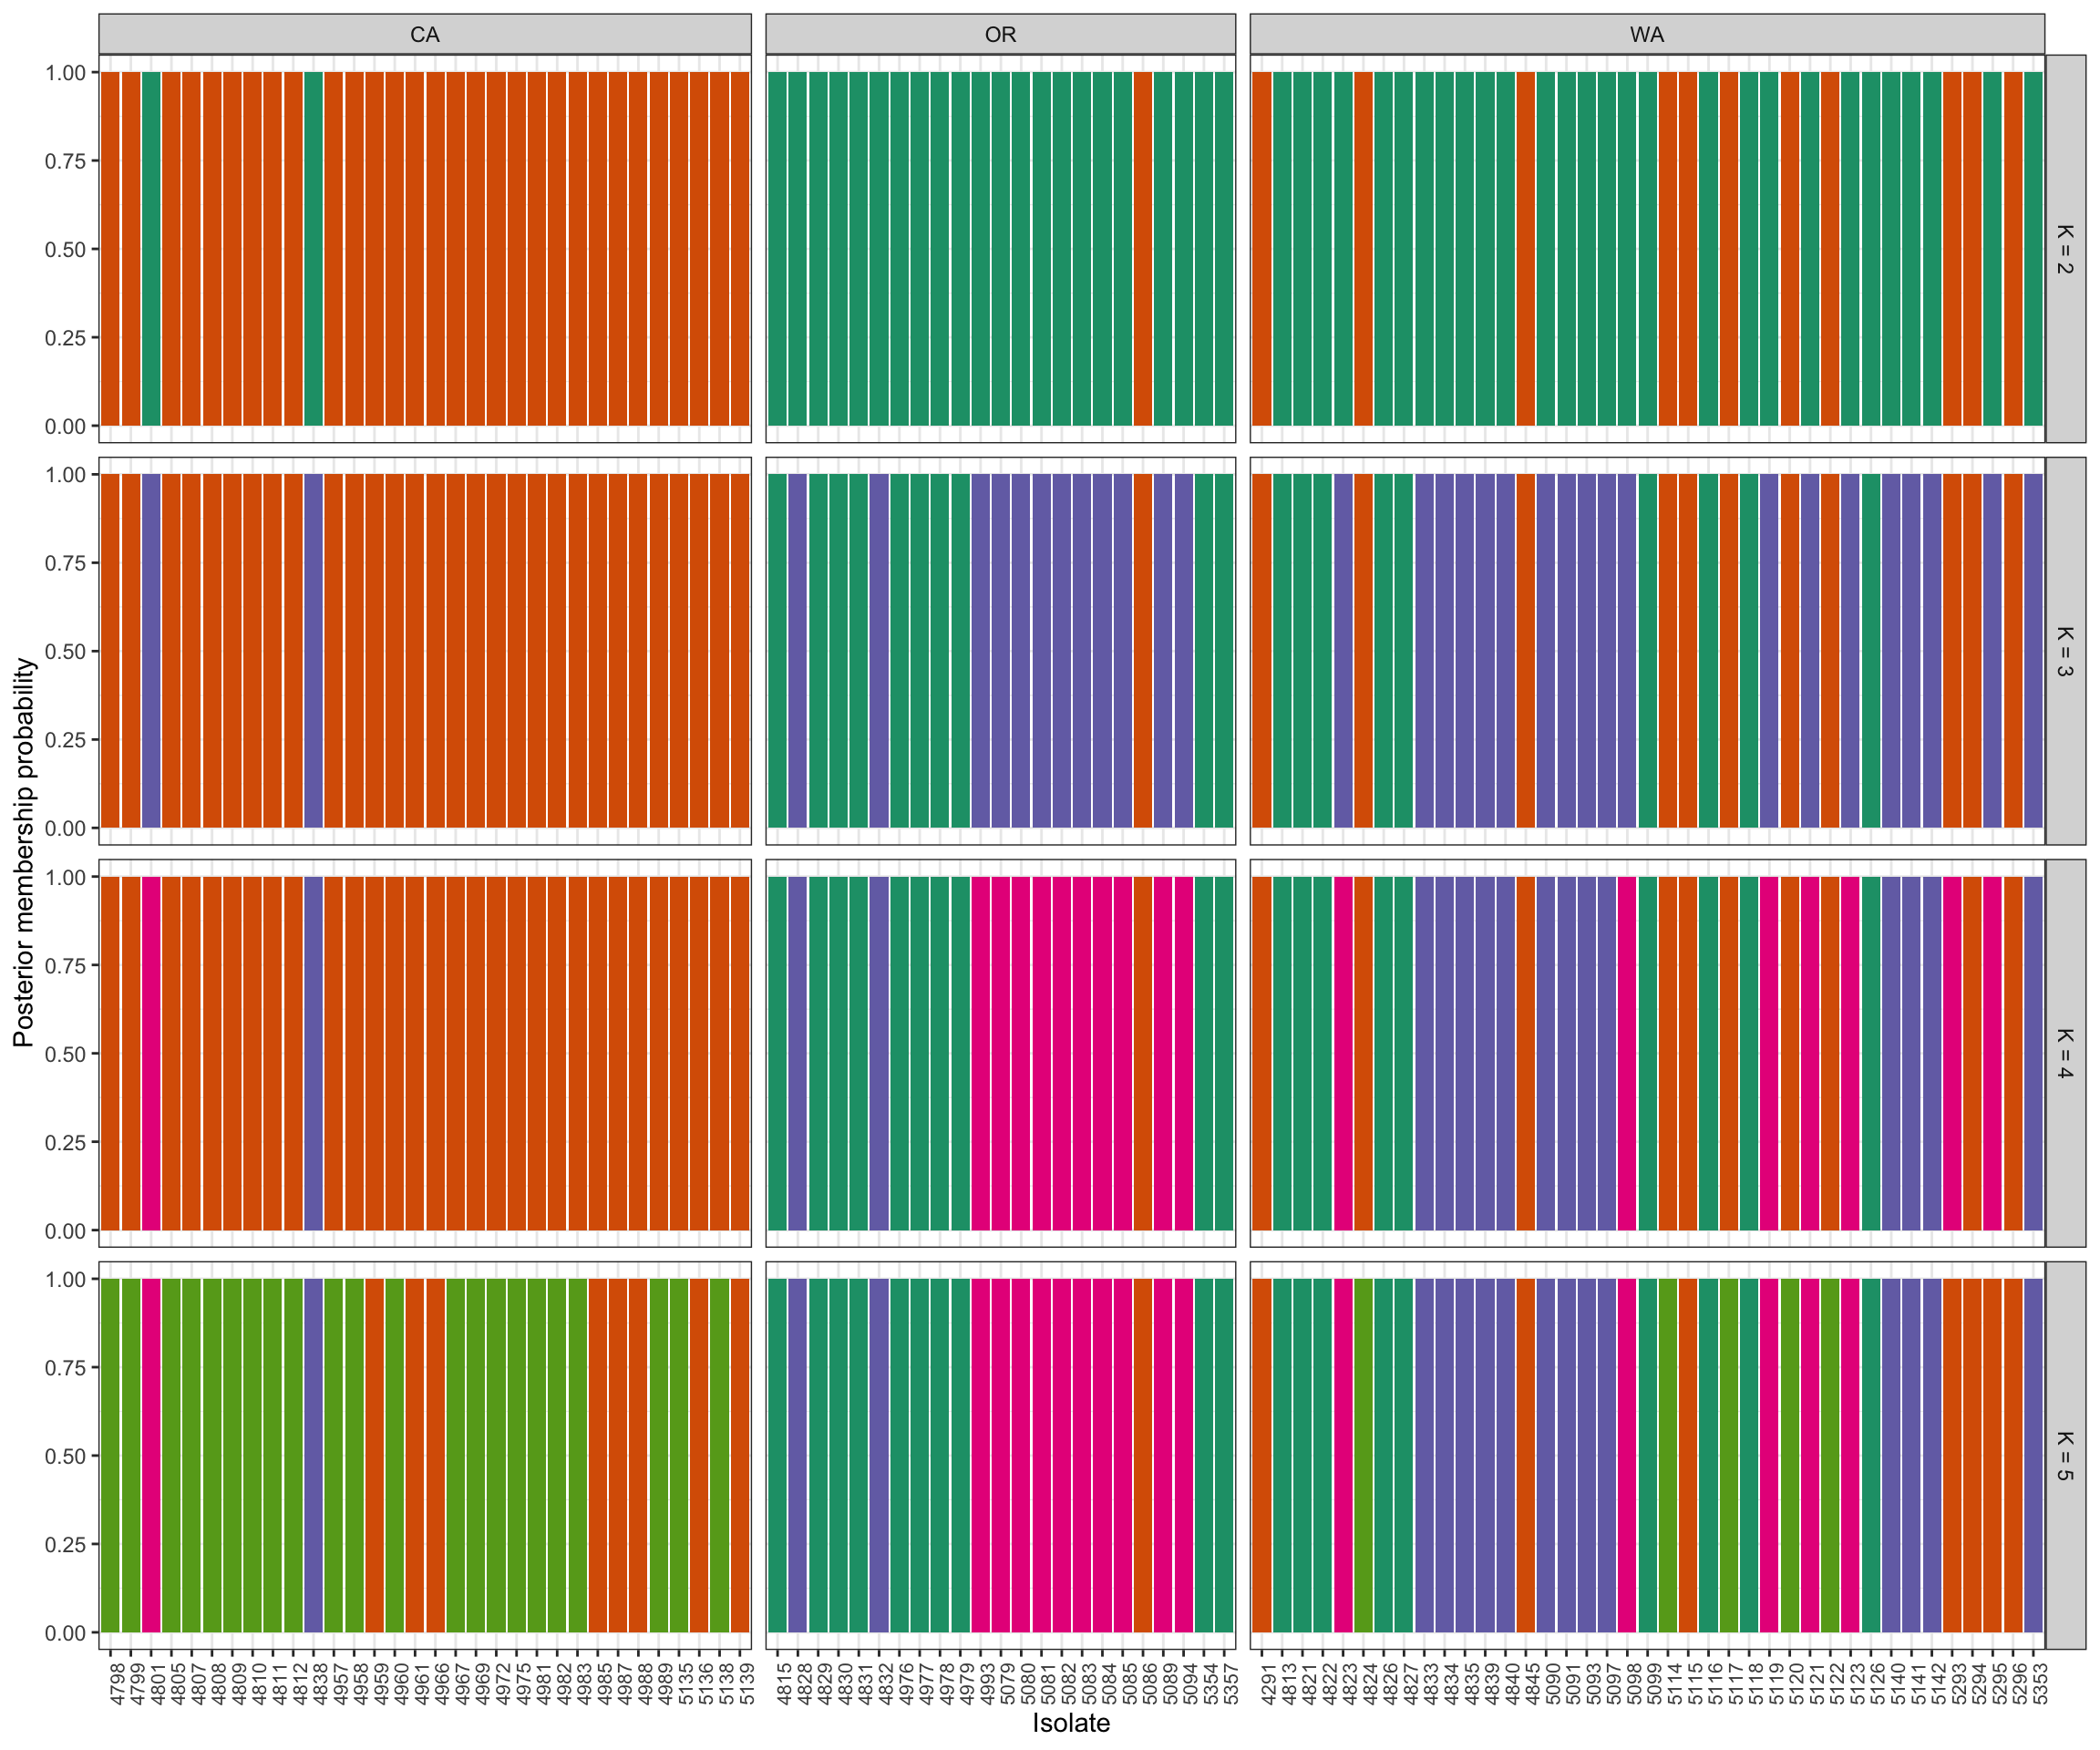 CA
OR
WA
Posterior membership probability
1.00
0.75
0.50
0.25
0.00
K = 2
1.00
0.75
0.50
0.25
0.00
K = 3
1.00
0.75
0.50
0.25
0.00
K = 4
1.00
0.75
0.50
0.25
0.00
K = 5
4798 4799 4801 4805 4807 4808 4809 4810 4811 4812 4838 4957 4958 4959 4960 4961 4966 4967 4969 4972 4975 4981 4982 4983 4985 4987 4988 4989 5135 5136 5138 5139
4815 4828 4829 4830 4831 4832 4976 4977 4978 4979 4993 5079 5080 5081 5082 5083 5084 5085 5086 5089 5094 5354 5357
4291 4813 4821 4822 4823 4824 4826 4827 4833 4834 4835 4839 4840 4845 5090 5091 5093 5097 5098 5099 5114 5115 5116 5117 5118 5119 5120 5121 5122 5123 5126 5140 5141 5142 5293 5294 5295 5296 5353
Isolate